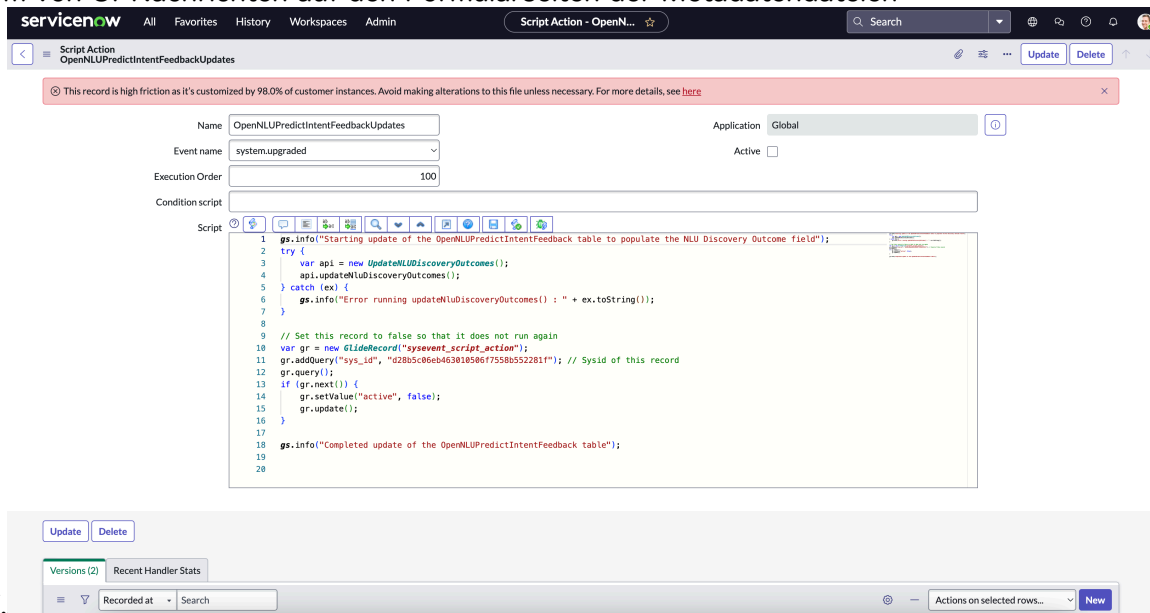 von UI-Nachrichten auf den Formularseiten der Metadatendateien
servicenow All Favorites History Workspaces Admin Script Action - OpenN... Search
Script Action
OpenNLUPredictIntentFeedbackUpdates
Update Delete
This record is high friction as it's customized by 98.0% of customer instances. Avoid making alterations to this file unless necessary. For more details, see here
Name OpenNLUPredictIntentFeedbackUpdates Application Global
Event name system.upgraded Active
Execution Order 100
Condition script
Script
1 gs.info("Starting update of the OpenNLUPredictIntentFeedback table to populate the NLU Discovery Outcome field");
2 try {
3 var api = new UpdateNLUDiscoveryOutcomes();
4 api.updateNluDiscoveryOutcomes();
5 } catch (ex) {
6 gs.info("Error running updateNluDiscoveryOutcomes() : " + ex.toString());
7 }
8
9 // Set this record to false so that it does not run again
10 var gr = new GlideRecord("sysevent_script_action");
11 gr.addQuery("sys_id", "d28b5c06eb463010506f7558b552281f"); // Sysid of this record
12 gr.query();
13 if (gr.next()) {
14 gr.setValue("active", false);
15 gr.update();
16 }
17
18 gs.info("Completed update of the OpenNLUPredictIntentFeedback table");
19
20
Update Delete
Versions (2) Recent Handler Stats
Recorded at Search Actions on selected rows... New